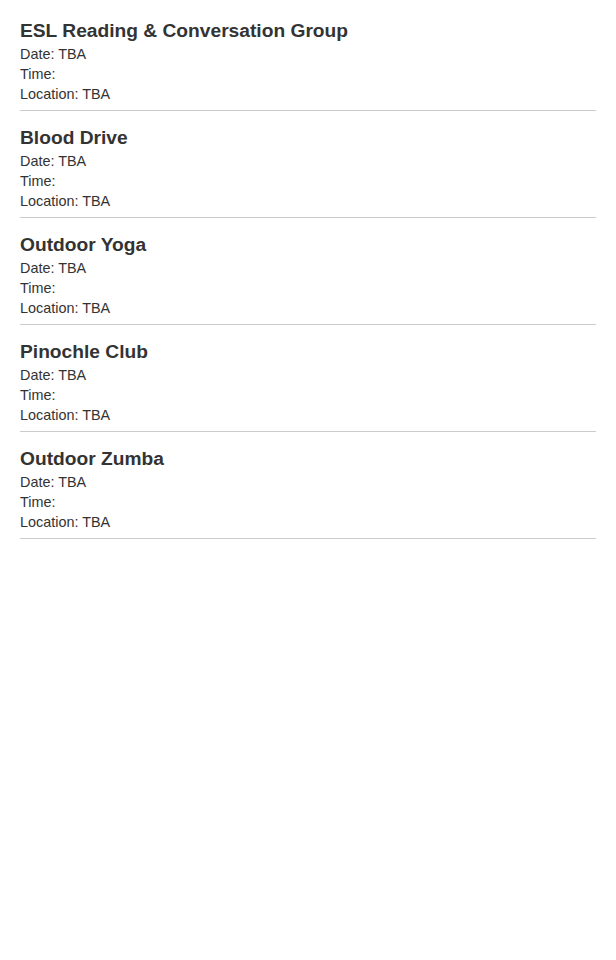 ESL Reading & Conversation Group
Date: TBA
Time:
Location: TBA
Blood Drive
Date: TBA
Time:
Location: TBA
Outdoor Yoga
Date: TBA
Time:
Location: TBA
Pinochle Club
Date: TBA
Time:
Location: TBA
Outdoor Zumba
Date: TBA
Time:
Location: TBA